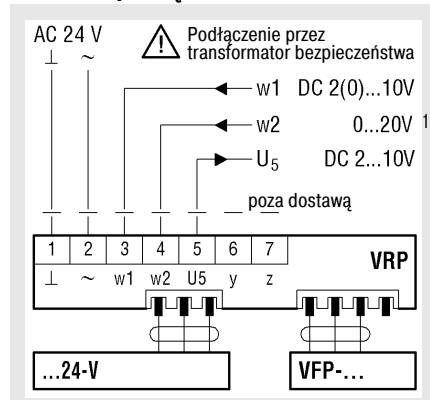 AC 24 V
⊥ ~
Podłączenie przez
transformator bezpieczeństwa
w1 DC 2(0)...10V
w2 0...20V 1
U5 DC 2...10V
poza dostawą
1 2 3 4 5 6 7
VRP
⊥ ~ w1 w2 U5 y z
...24-V
VFP-...